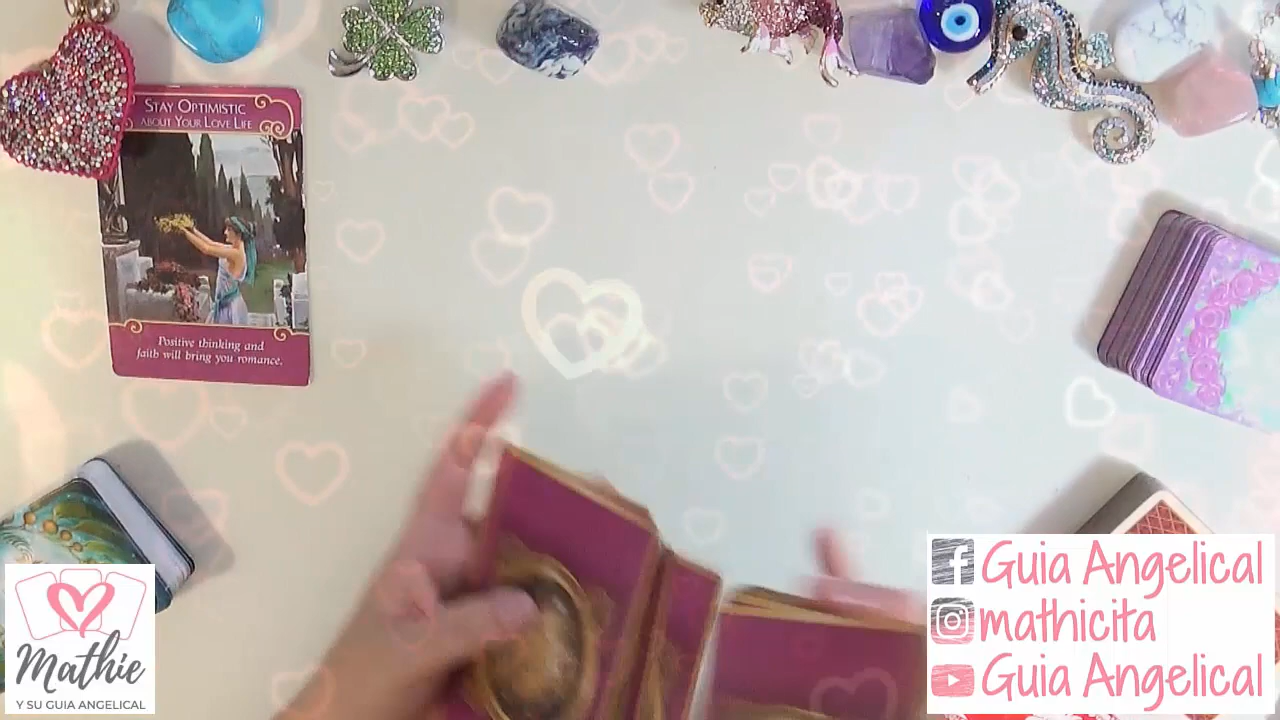 STAY OPTIMISTIC
ABOUT YOUR LOVE LIFE
Positive thinking and
faith will bring you romance.
Mathie
Y SU GUIA ANGELICAL
f Guia Angelical
mathicita
Guia Angelical